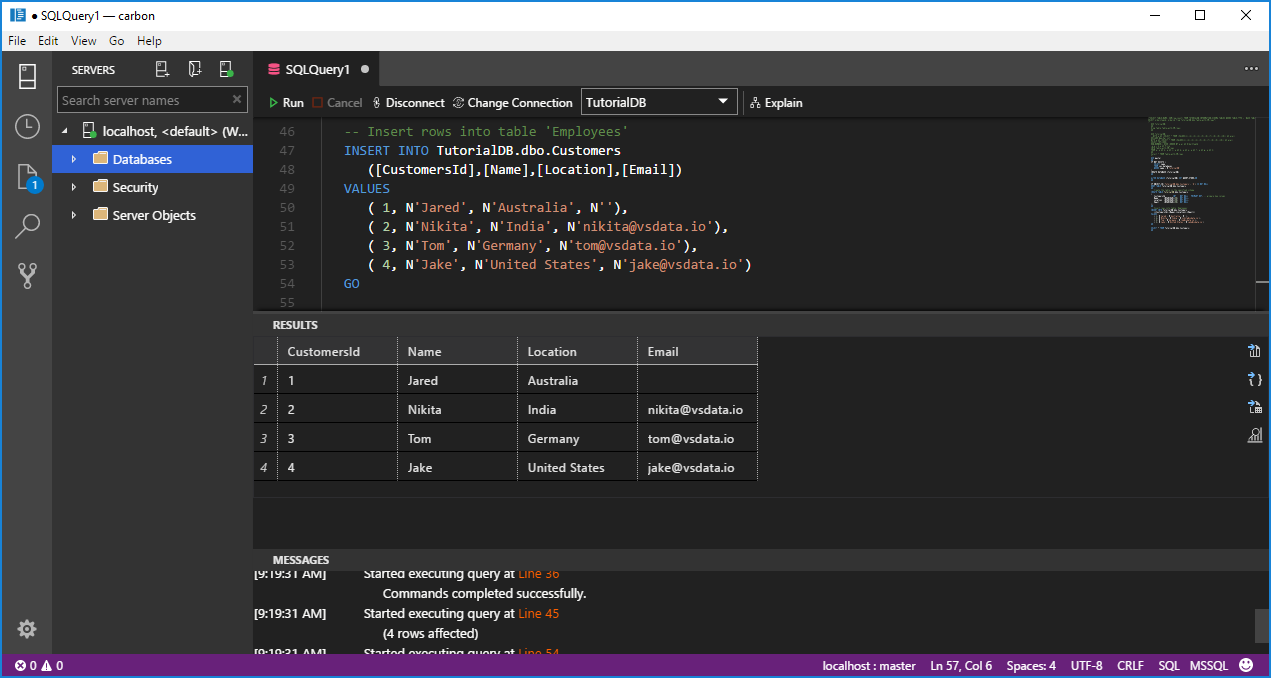 ● SQLQuery1 — carbon
File Edit View Go Help
SERVERS
Search server names
localhost, <default> (W...
Databases
Security
Server Objects
1
SQLQuery1 ●
Run Cancel Disconnect Change Connection TutorialDB Explain
46 -- Insert rows into table 'Employees'
47 INSERT INTO TutorialDB.dbo.Customers
48 ([CustomersId],[Name],[Location],[Email])
49 VALUES
50 ( 1, N'Jared', N'Australia', N''),
51 ( 2, N'Nikita', N'India', N'nikita@vsdata.io'),
52 ( 3, N'Tom', N'Germany', N'tom@vsdata.io'),
53 ( 4, N'Jake', N'United States', N'jake@vsdata.io')
54 GO
55
RESULTS
CustomersId Name Location Email
1 1 Jared Australia
2 2 Nikita India nikita@vsdata.io
3 3 Tom Germany tom@vsdata.io
4 4 Jake United States jake@vsdata.io
MESSAGES
[9:19:31 AM] Started executing query at Line 36
Commands completed successfully.
[9:19:31 AM] Started executing query at Line 45
(4 rows affected)
[9:19:31 AM] Started executing query at Line 54
0 0 localhost : master Ln 57, Col 6 Spaces: 4 UTF-8 CRLF SQL MSSQL